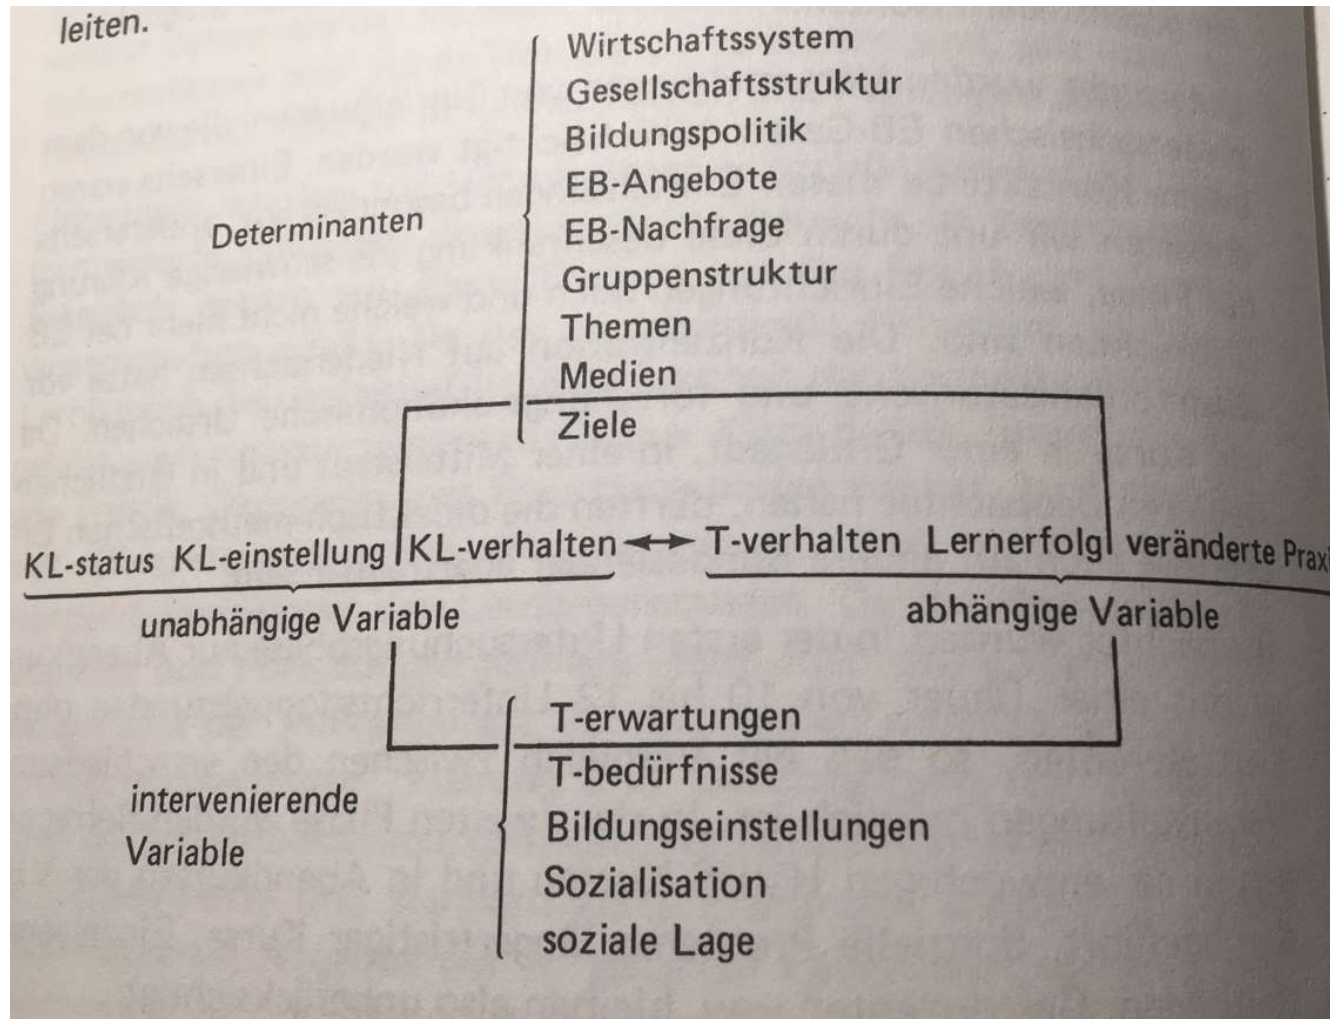 leiten.
Wirtschaftssystem
Gesellschaftsstruktur
Bildungspolitik
EB-Angebote
Determinanten
EB-Nachfrage
Gruppenstruktur
Themen
Medien
Ziele
KL-status KL-einstellung KL-verhalten ↔ T-verhalten Lernerfolg veränderte Praxi
unabhängige Variable abhängige Variable
T-erwartungen
T-bedürfnisse
intervenierende
Variable
Bildungseinstellungen
Sozialisation
soziale Lage